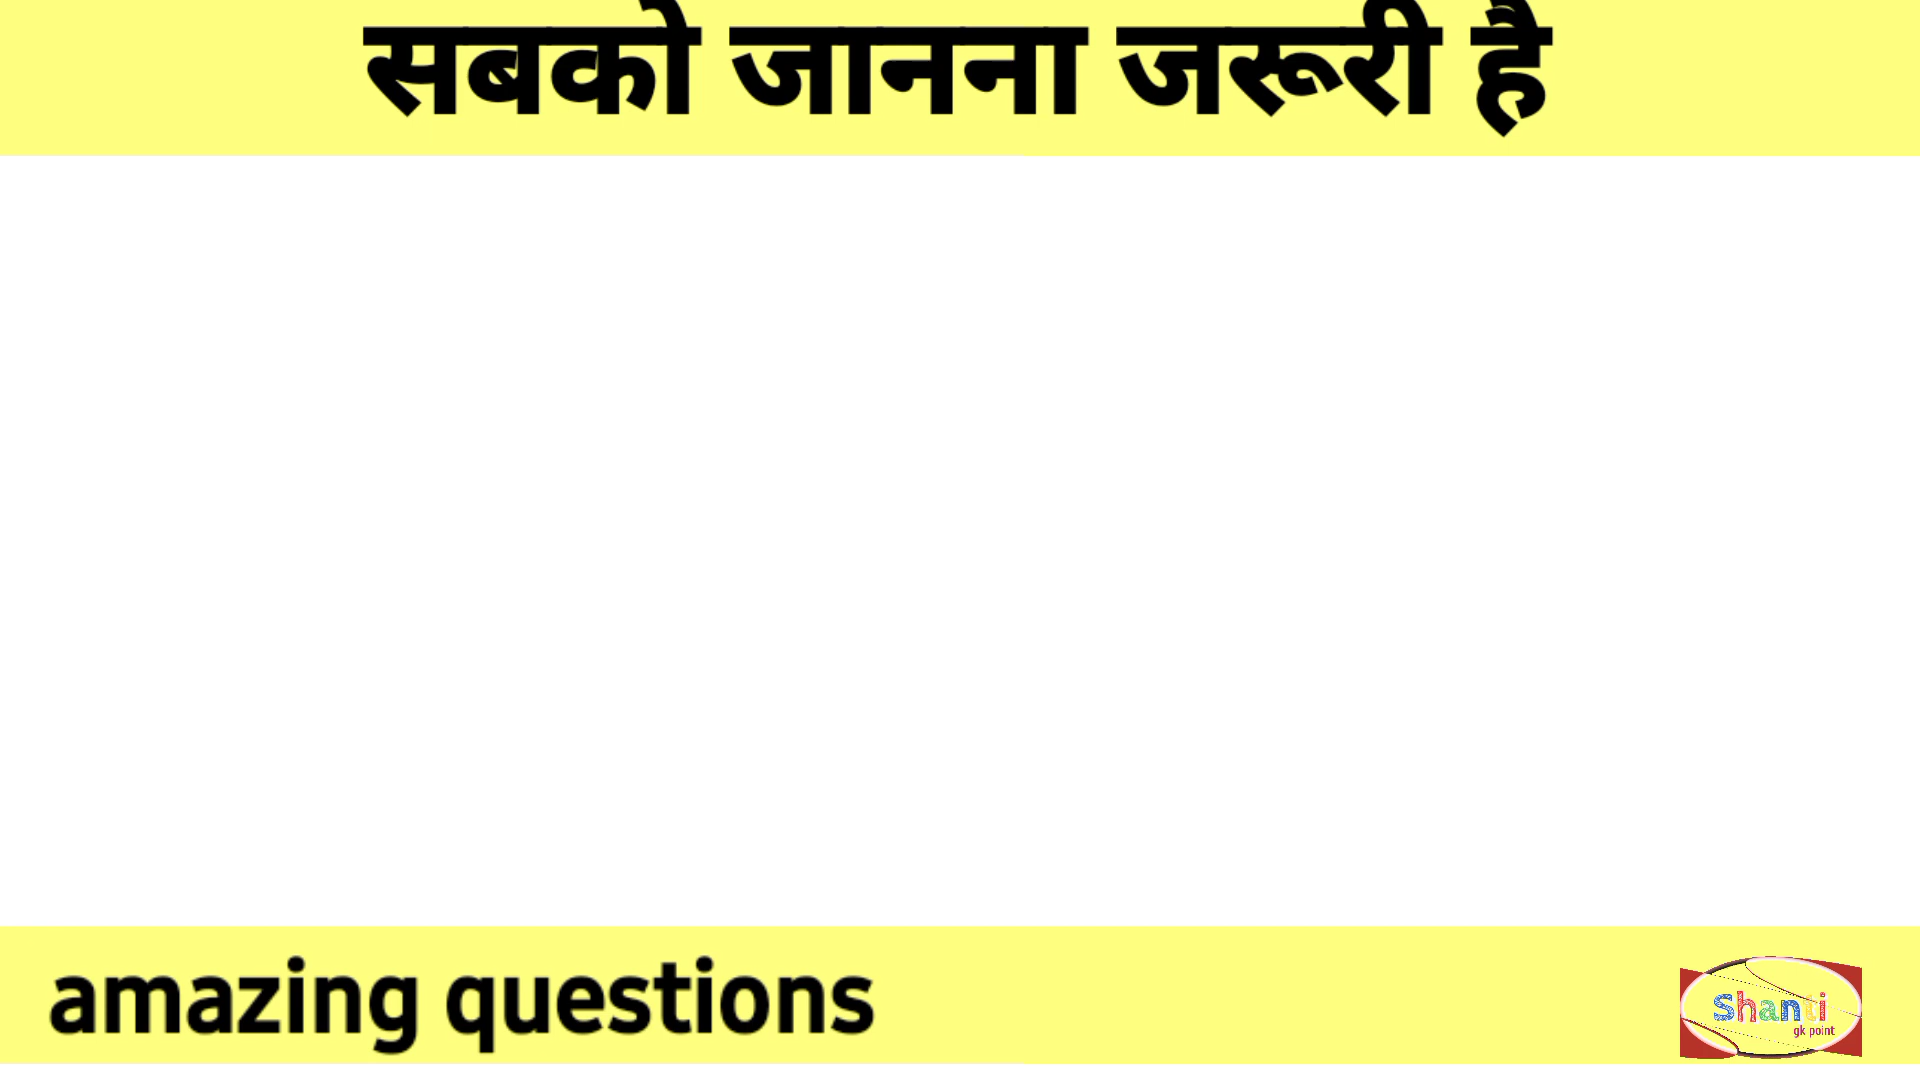 सबको जानना जरूरी है
amazing questions
Shanti
gk point